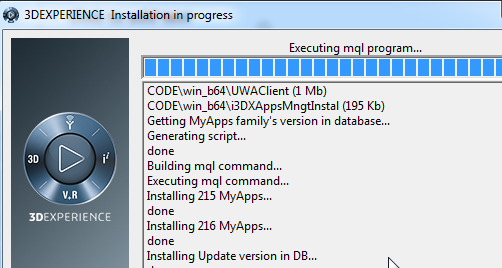 3DEXPERIENCE Installation in progress
Executing mql program...
CODE\win_b64\UWAClient (1 Mb)
CODE\win_b64\i3DXAppsMngtInstal (195 Kb)
Getting MyApps family's version in database...
Generating script...
done
Building mql command...
Executing mql command...
Installing 215 MyApps...
done
Installing 216 MyApps...
done
Installing Update version in DB...
3D
V,R
3DEXPERIENCE